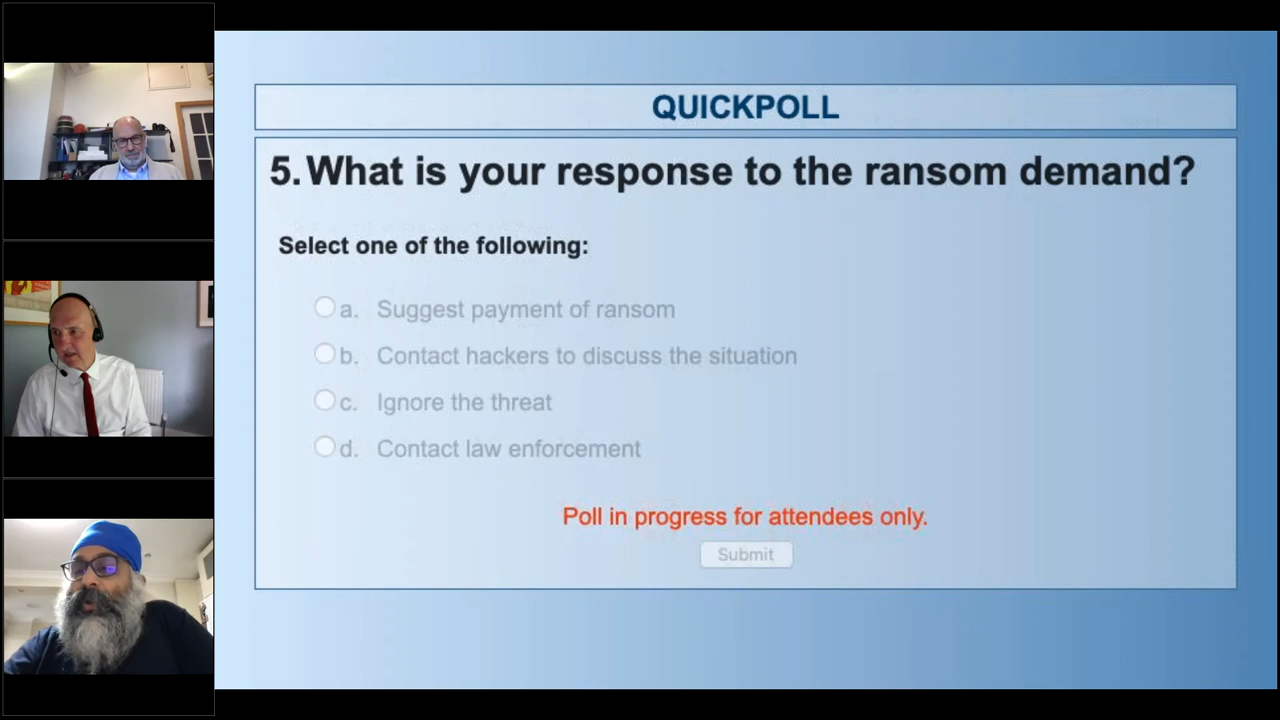 QUICKPOLL
5. What is your response to the ransom demand?
Select one of the following:
a. Suggest payment of ransom
b. Contact hackers to discuss the situation
c. Ignore the threat
d. Contact law enforcement
Poll in progress for attendees only.
Submit